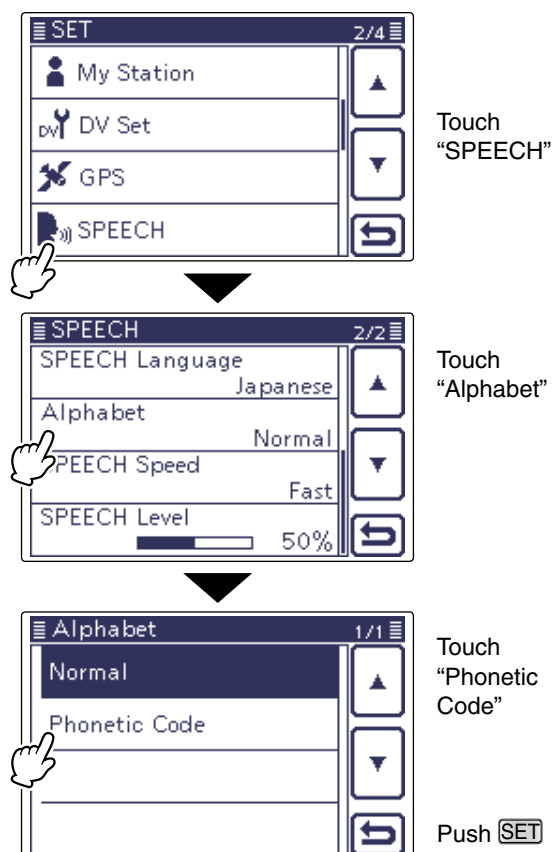 SET 2/4
My Station
DV DV Set
GPS
SPEECH
Touch
“SPEECH”
SPEECH 2/2
SPEECH Language
Japanese
Alphabet
Normal
SPEECH Speed
Fast
SPEECH Level
50%
Touch
“Alphabet”
Alphabet 1/1
Normal
Phonetic Code
Touch
“Phonetic
Code”
Push SET